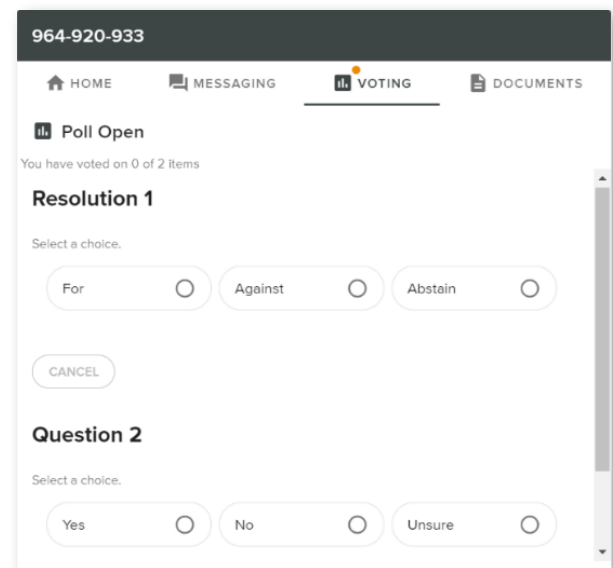 964-920-933
HOME MESSAGING VOTING DOCUMENTS
Poll Open
You have voted on 0 of 2 items
Resolution 1
Select a choice.
For Against Abstain
CANCEL
Question 2
Select a choice.
Yes No Unsure